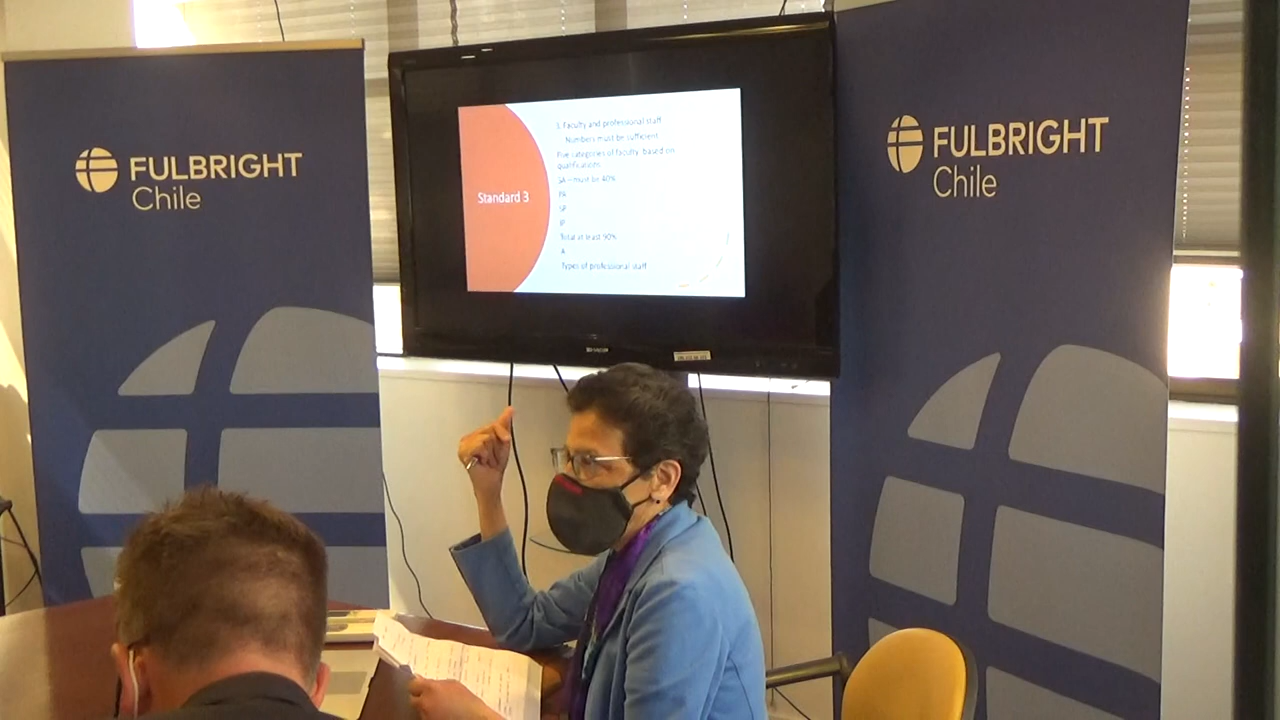 FULBRIGHT
Chile
Standard 3
3. Faculty and professional staff
Numbers must be sufficient
Five categories of faculty based on
qualifications
SA – must be 40%
PA
SP
IP
Total at least 90%
A
Types of professional staff
FULBRIGHT
Chile